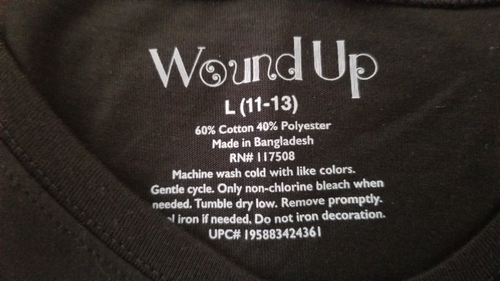 Wound Up
L (11-13)
60% Cotton 40% Polyester
Made in Bangladesh
RN# 117508
Machine wash cold with like colors.
Gentle cycle. Only non-chlorine bleach when
needed. Tumble dry low. Remove promptly.
iron if needed. Do not iron decoration.
UPC# 195883424361